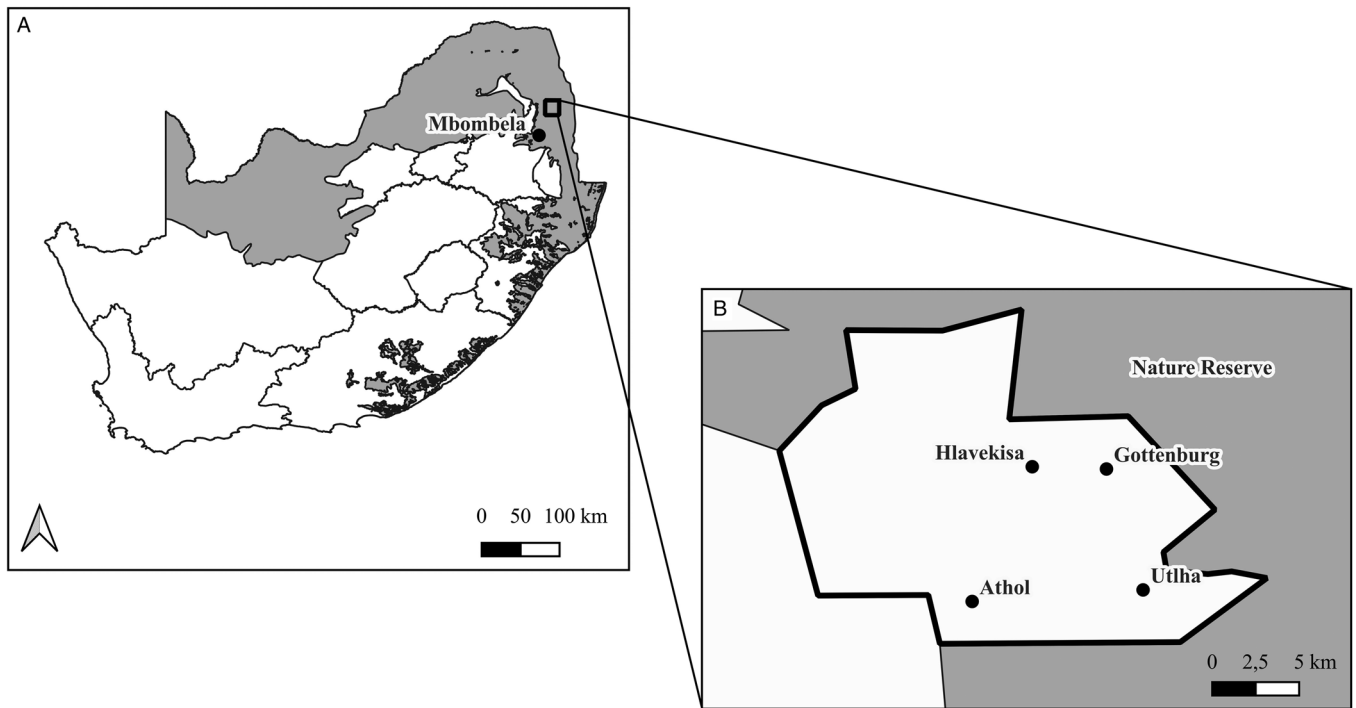 A
Mbombela
0 50 100 km
B
Nature Reserve
Hlavekisa
Gottenburg
Athol
Utlha
0 2,5 5 km